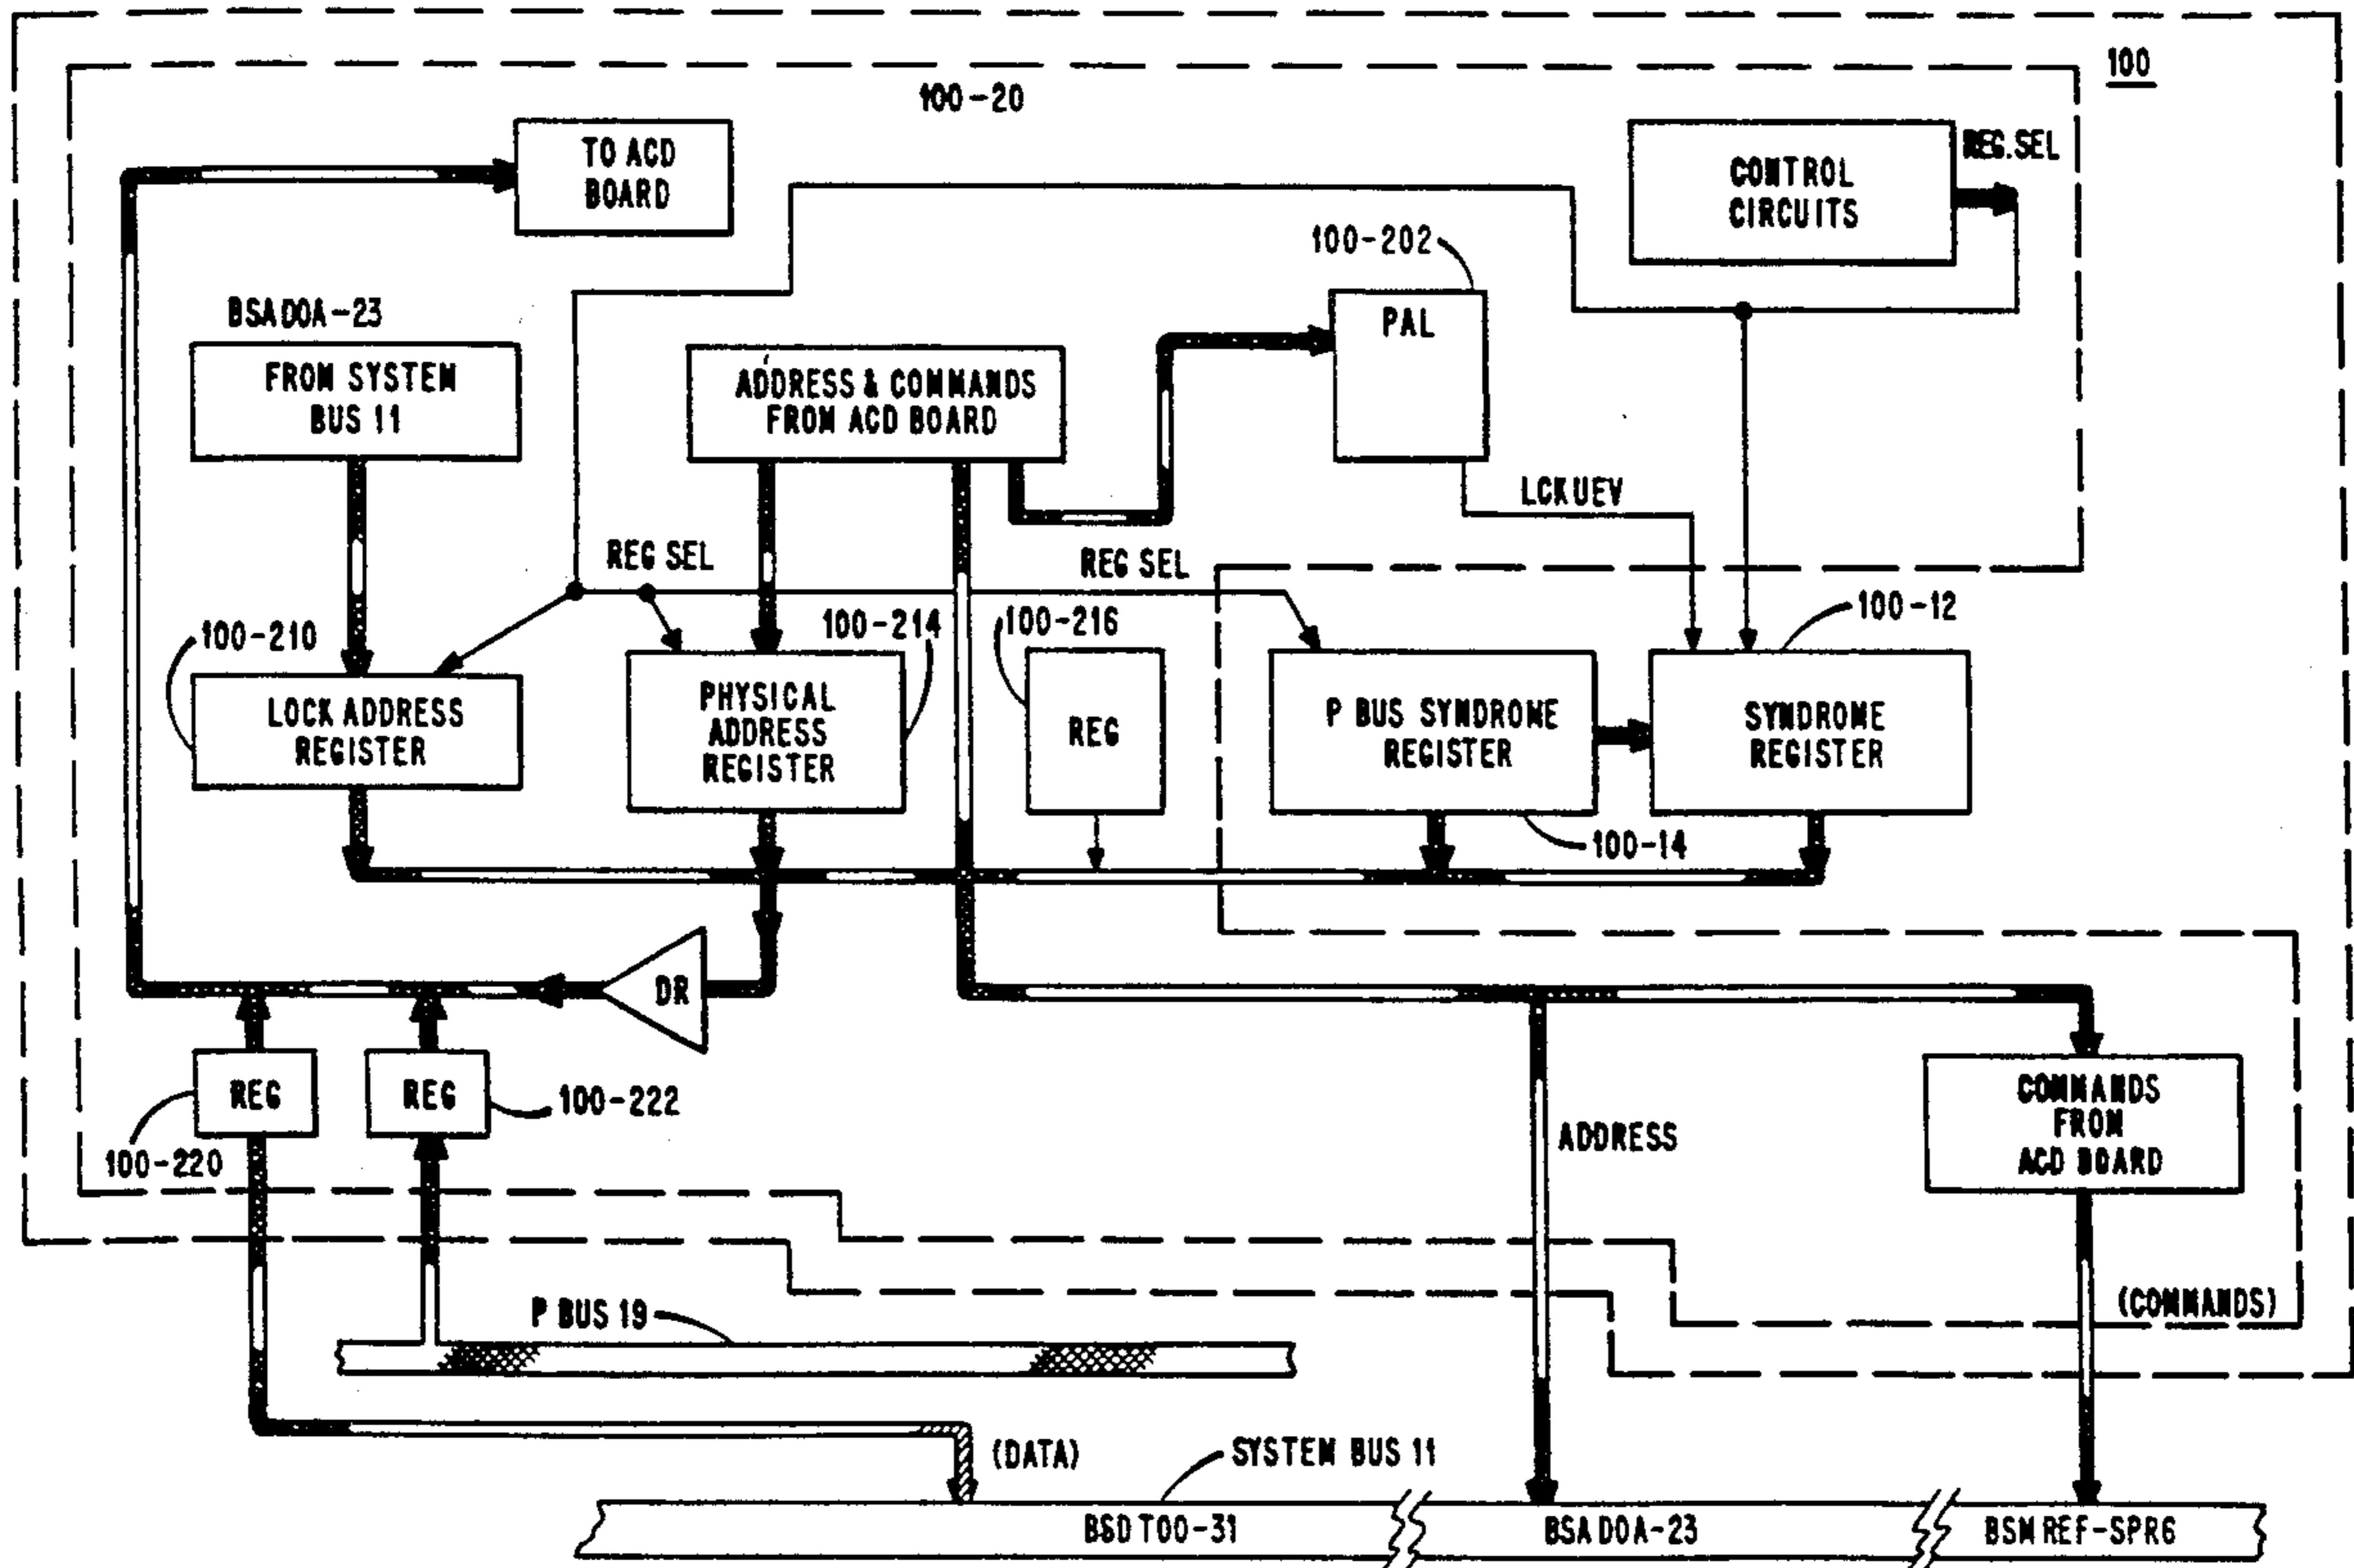 100
100-20
TO ACD
BOARD
CONTROL
CIRCUITS
REG.SEL
100-202
PAL
BSAD0A-23
FROM SYSTEM
BUS 11
ADDRESS & COMMANDS
FROM ACD BOARD
LCKUEV
REG SEL
REG SEL
100-210
100-214
100-216
100-12
LOCK ADDRESS
REGISTER
PHYSICAL
ADDRESS
REGISTER
REG
P BUS SYNDROME
REGISTER
SYNDROME
REGISTER
100-14
DR
REG
REG
100-222
100-220
ADDRESS
COMMANDS
FROM
ACD BOARD
P BUS 19
(COMMANDS)
(DATA)
SYSTEM BUS 11
BSDT00-31
BSAD0A-23
BSMREF-SPR6